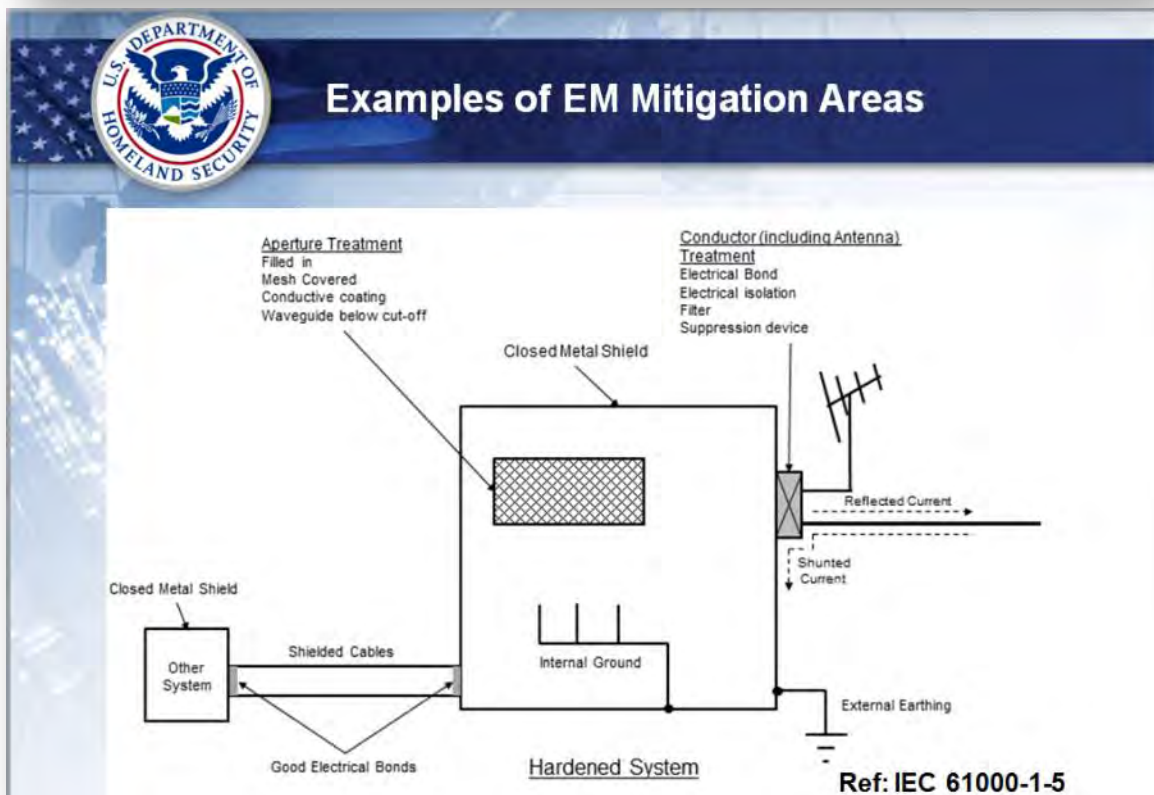 U.S. DEPARTMENT OF
HOMELAND SECURITY
Examples of EM Mitigation Areas
Aperture Treatment
Filled in
Mesh Covered
Conductive coating
Waveguide below cut-off
Conductor (including Antenna)
Treatment
Electrical Bond
Electrical isolation
Filter
Suppression device
Closed Metal Shield
Reflected Current
Shunted
Current
Closed Metal Shield
Other
System
Shielded Cables
Internal Ground
External Earthing
Good Electrical Bonds
Hardened System
Ref: IEC 61000-1-5